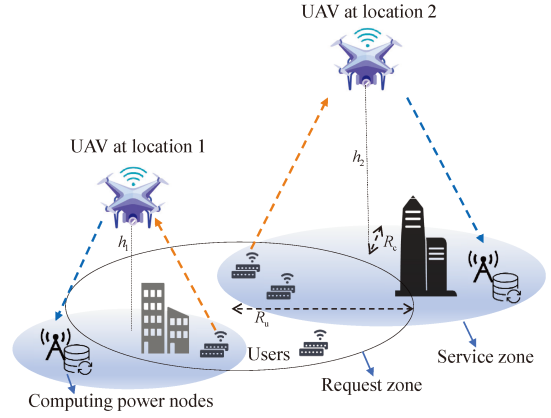 UAV at location 2
UAV at location 1
h2
h1
Rc
Ru
Users
Service zone
Request zone
Computing power nodes